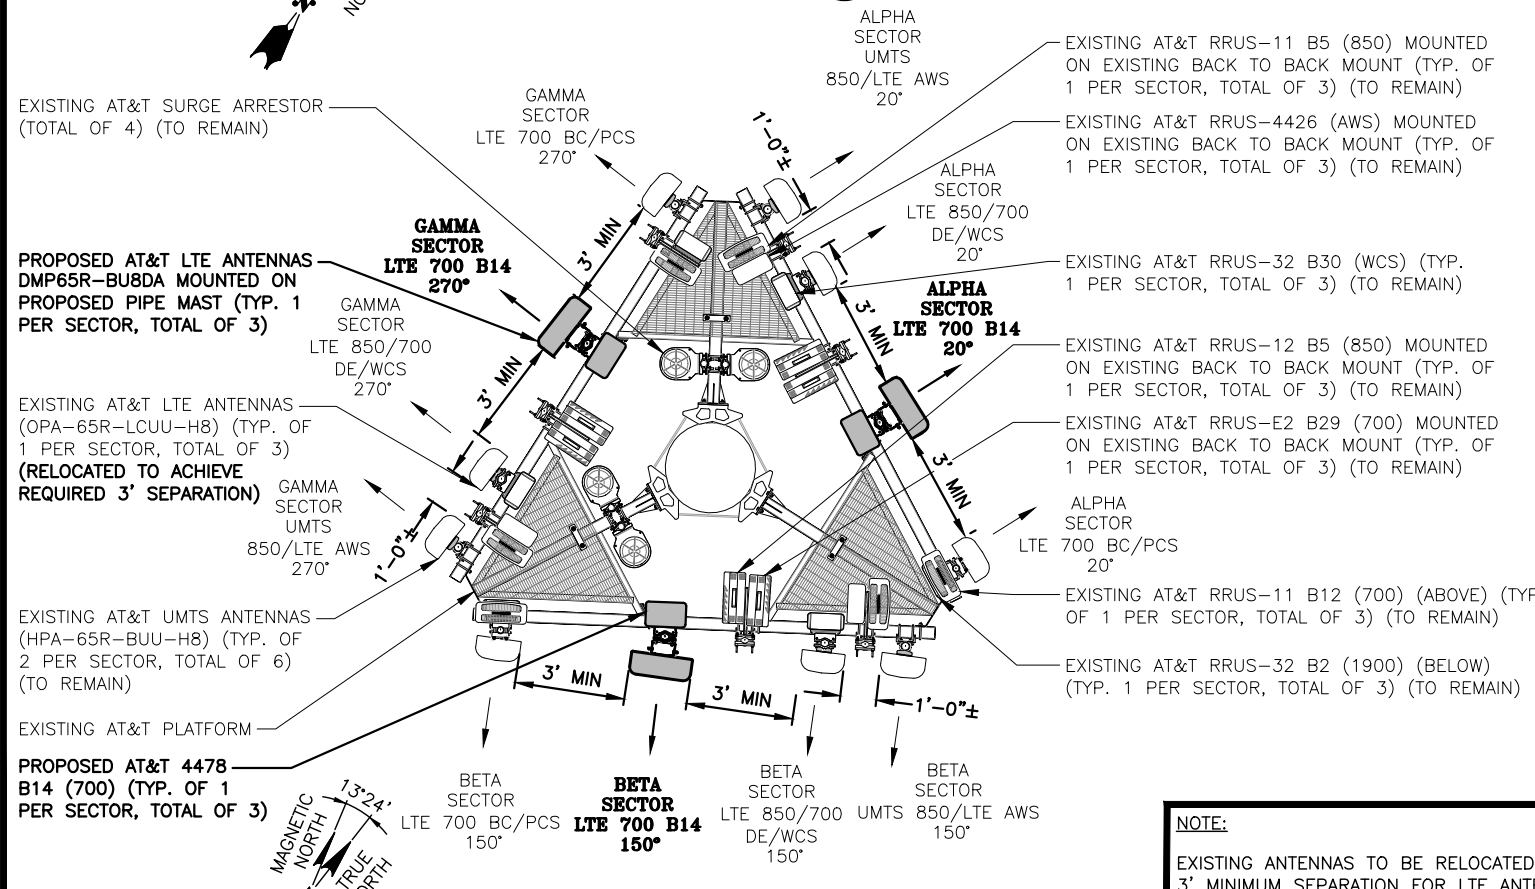 ALPHA
SECTOR
UMTS
850/LTE AWS
20°
EXISTING AT&T RRUS-11 B5 (850) MOUNTED
ON EXISTING BACK TO BACK MOUNT (TYP. OF
1 PER SECTOR, TOTAL OF 3) (TO REMAIN)
EXISTING AT&T SURGE ARRESTOR
(TOTAL OF 4) (TO REMAIN)
GAMMA
SECTOR
LTE 700 BC/PCS
270°
1'-0"±
EXISTING AT&T RRUS-4426 (AWS) MOUNTED
ON EXISTING BACK TO BACK MOUNT (TYP. OF
1 PER SECTOR, TOTAL OF 3) (TO REMAIN)
ALPHA
SECTOR
LTE 850/700
DE/WCS
20°
GAMMA
SECTOR
LTE 700 B14
270°
3' MIN
PROPOSED AT&T LTE ANTENNAS
DMP65R-BU8DA MOUNTED ON
PROPOSED PIPE MAST (TYP. 1
PER SECTOR, TOTAL OF 3)
EXISTING AT&T RRUS-32 B30 (WCS) (TYP.
1 PER SECTOR, TOTAL OF 3) (TO REMAIN)
ALPHA
SECTOR
LTE 700 B14
20°
3' MIN
GAMMA
SECTOR
LTE 850/700
DE/WCS
270°
3' MIN
EXISTING AT&T RRUS-12 B5 (850) MOUNTED
ON EXISTING BACK TO BACK MOUNT (TYP. OF
1 PER SECTOR, TOTAL OF 3) (TO REMAIN)
EXISTING AT&T LTE ANTENNAS
(OPA-65R-LCUU-H8) (TYP. OF
1 PER SECTOR, TOTAL OF 3)
(RELOCATED TO ACHIEVE
REQUIRED 3' SEPARATION)
EXISTING AT&T RRUS-E2 B29 (700) MOUNTED
ON EXISTING BACK TO BACK MOUNT (TYP. OF
1 PER SECTOR, TOTAL OF 3) (TO REMAIN)
3' MIN
GAMMA
SECTOR
UMTS
850/LTE AWS
270°
1'-0"±
ALPHA
SECTOR
LTE 700 BC/PCS
20°
EXISTING AT&T RRUS-11 B12 (700) (ABOVE) (TYP
OF 1 PER SECTOR, TOTAL OF 3) (TO REMAIN)
EXISTING AT&T UMTS ANTENNAS
(HPA-65R-BUU-H8) (TYP. OF
2 PER SECTOR, TOTAL OF 6)
(TO REMAIN)
EXISTING AT&T RRUS-32 B2 (1900) (BELOW)
(TYP. 1 PER SECTOR, TOTAL OF 3) (TO REMAIN)
3' MIN
3' MIN
1'-0"±
EXISTING AT&T PLATFORM
PROPOSED AT&T 4478
B14 (700) (TYP. OF 1
PER SECTOR, TOTAL OF 3)
BETA
SECTOR
LTE 700 BC/PCS
150°
BETA
SECTOR
LTE 700 B14
150°
BETA
SECTOR
LTE 850/700
DE/WCS
150°
BETA
SECTOR
UMTS 850/LTE AWS
150°
13°24'
MAGNETIC
NORTH
TRUE
NOTE:
EXISTING ANTENNAS TO BE RELOCATED
3' MINIMUM SEPARATION FOR LTE